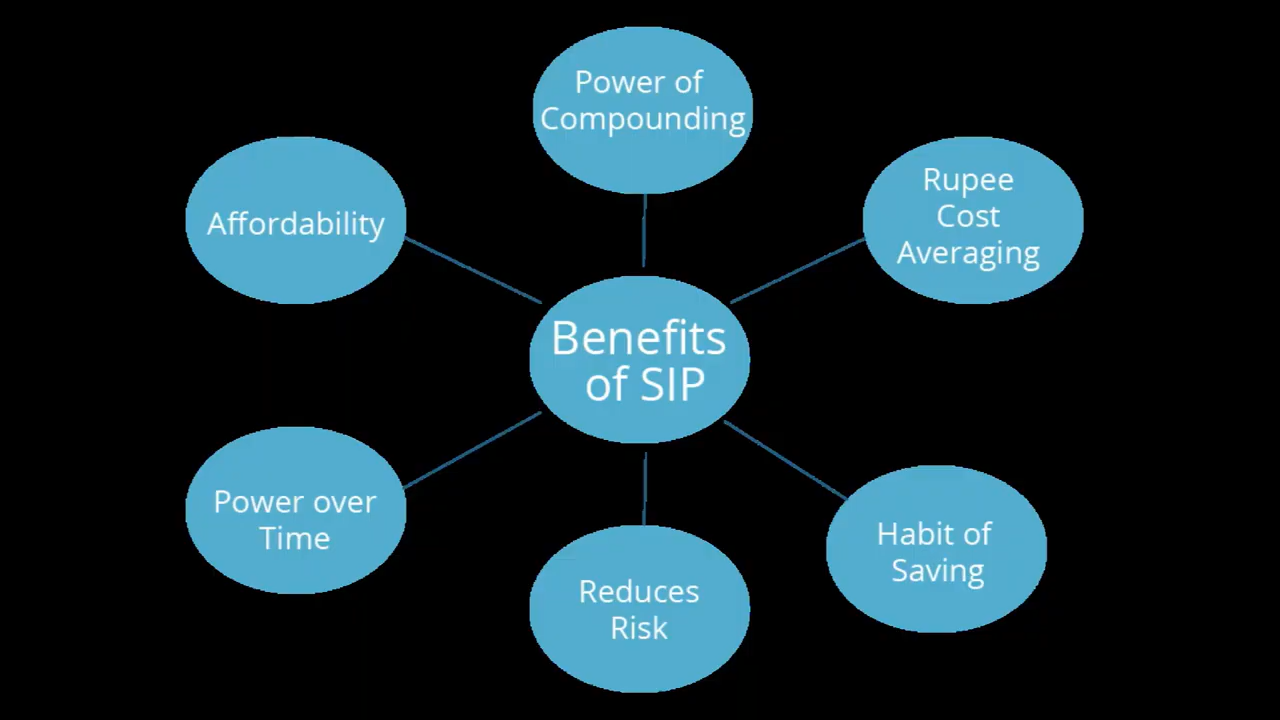 Power of
Compounding
Affordability
Rupee
Cost
Averaging
Benefits
of SIP
Power over
Time
Habit of
Saving
Reduces
Risk